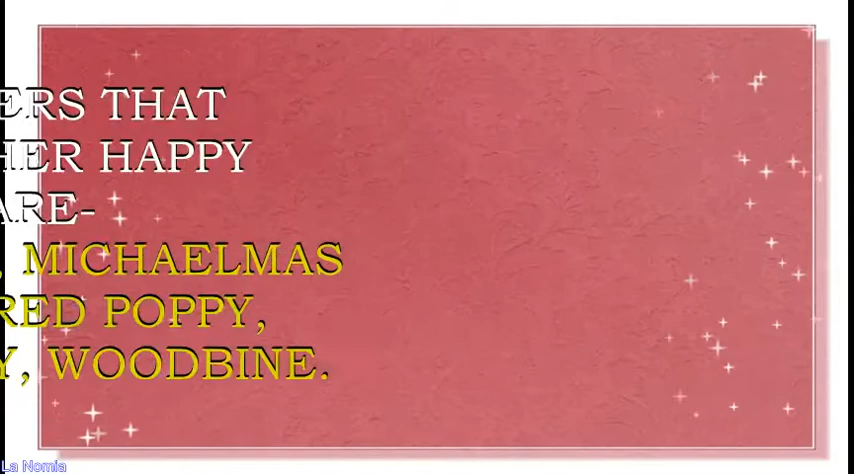 ERS THAT
HER HAPPY
ARE-
, MICHAELMAS
RED POPPY,
Y, WOODBINE.
La Nomia